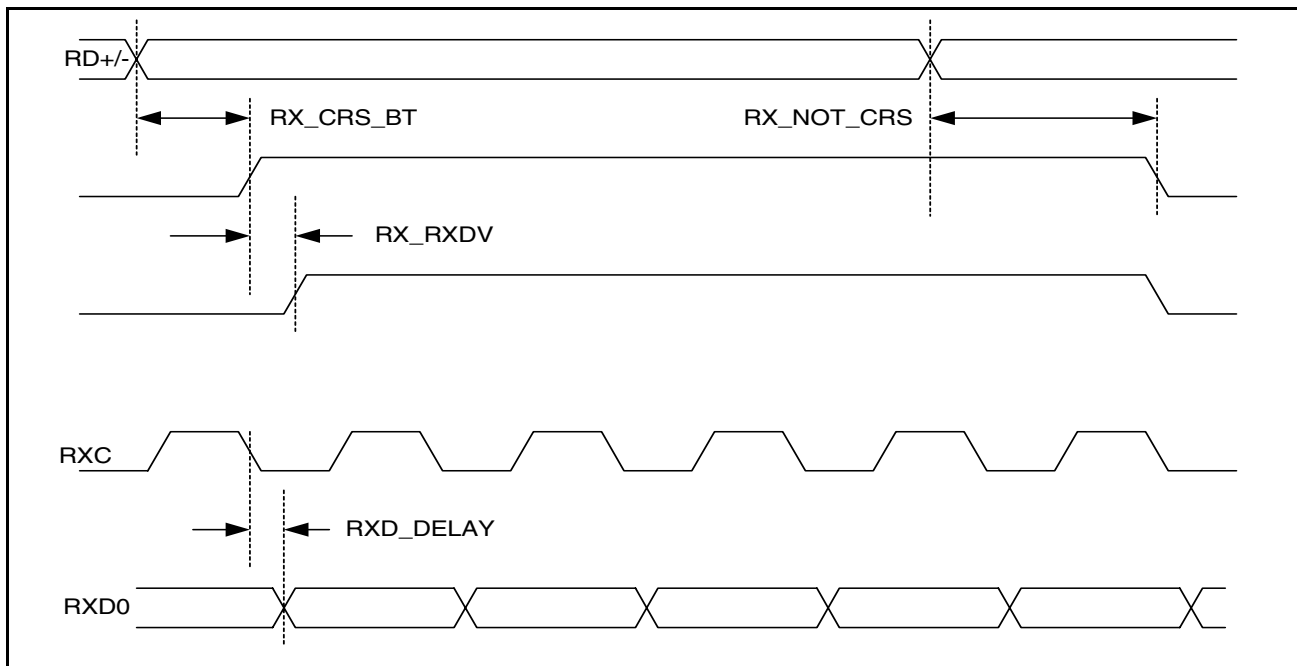 RD+/-
RX_CRS_BT
RX_NOT_CRS
RX_RXDV
RXC
RXD_DELAY
RXD0